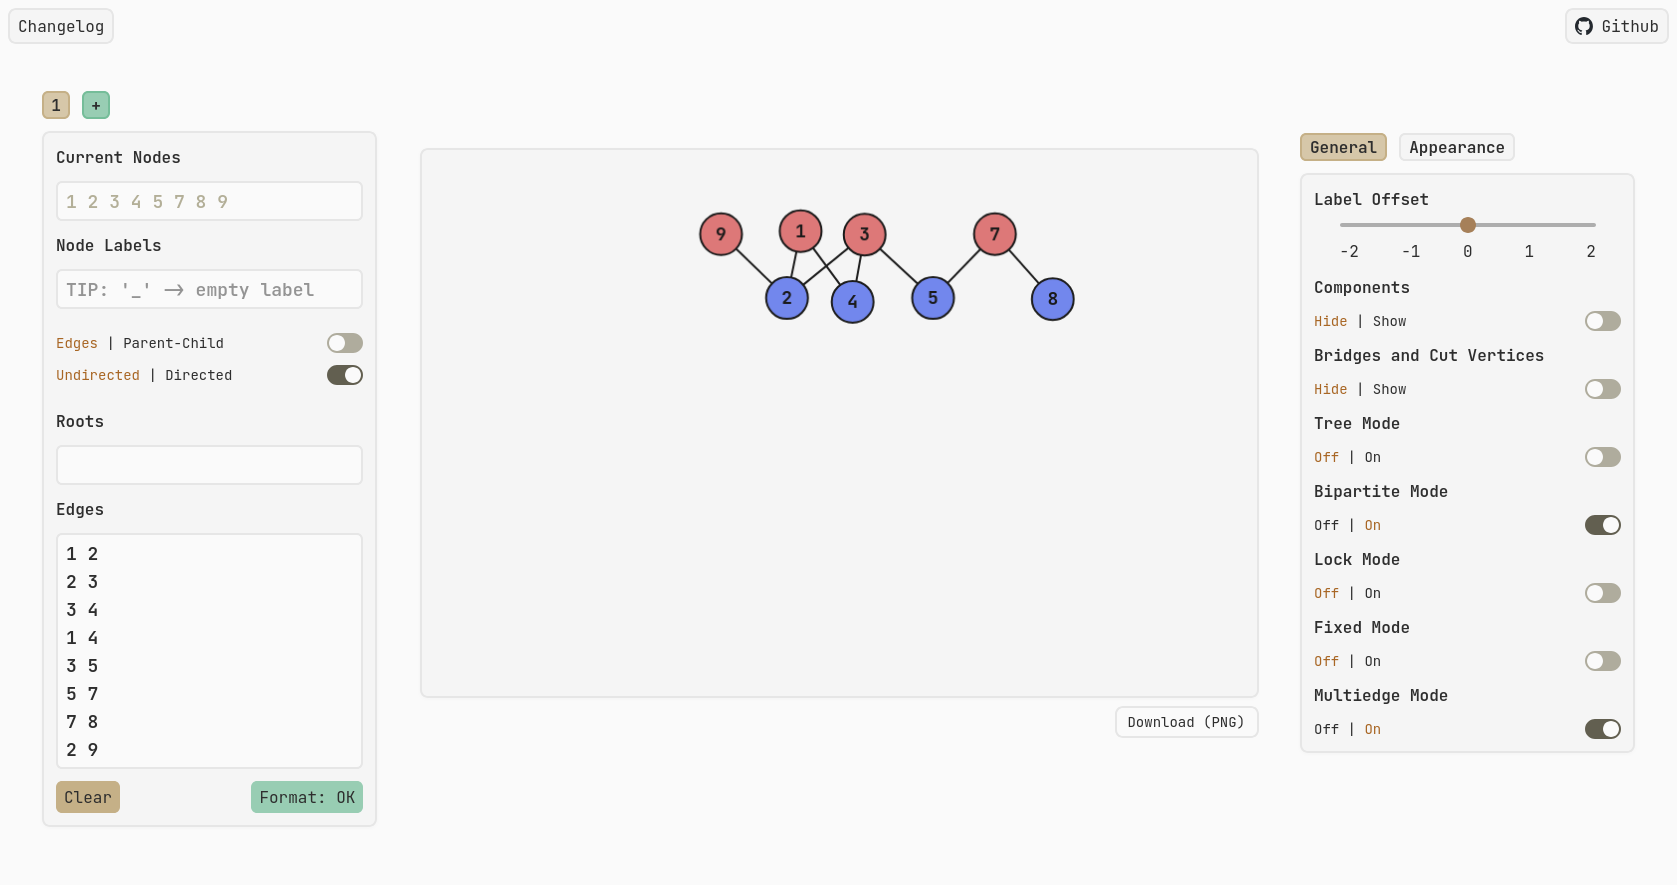 Changelog
Github
1
+
Current Nodes
1 2 3 4 5 7 8 9
Node Labels
TIP: '_' -> empty label
Edges | Parent-Child
Undirected | Directed
Roots
Edges
1 2
2 3
3 4
1 4
3 5
5 7
7 8
2 9
Clear
Format: OK
9
1
3
7
2
4
5
8
Download (PNG)
General
Appearance
Label Offset
-2 -1 0 1 2
Components
Hide | Show
Bridges and Cut Vertices
Hide | Show
Tree Mode
Off | On
Bipartite Mode
Off | On
Lock Mode
Off | On
Fixed Mode
Off | On
Multiedge Mode
Off | On